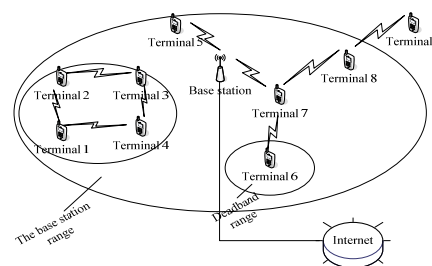 Terminal 5
Terminal
Terminal 8
Terminal 2
Terminal 3
Base station
Terminal 7
Terminal 1
Terminal 4
Terminal 6
The base station
range
Deadband
range
Internet